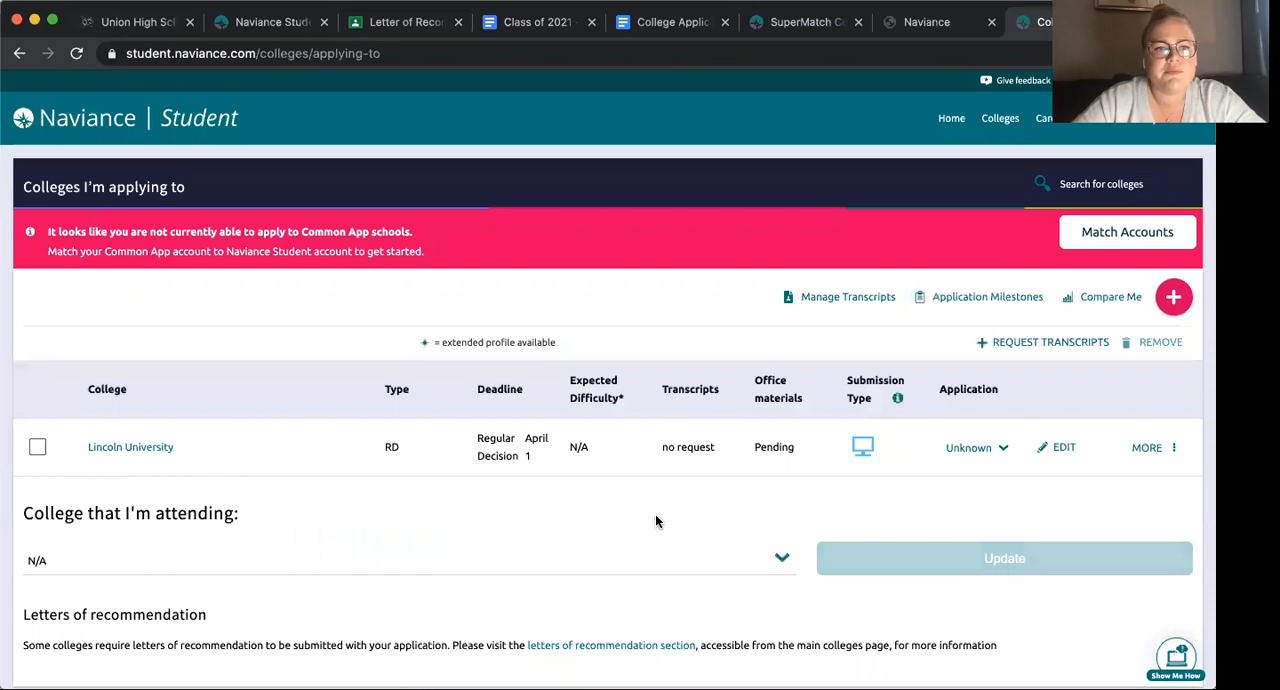 Union High Scl
Naviance Stud
Letter of Recor
Class of 2021
College Applic
SuperMatch C
Naviance
Col
student.naviance.com/colleges/applying-to
Give feedback
Naviance | Student
Home Colleges Car
Colleges I'm applying to
Search for colleges
It looks like you are not currently able to apply to Common App schools.
Match your Common App account to Naviance Student account to get started.
Match Accounts
Manage Transcripts Application Milestones Compare Me +
= extended profile available
+ REQUEST TRANSCRIPTS REMOVE
College Type Deadline Expected Difficulty* Transcripts Office materials Submission Type Application
Lincoln University RD Regular Decision April 1 N/A no request Pending Unknown EDIT MORE
College that I'm attending:
N/A
Update
Letters of recommendation
Some colleges require letters of recommendation to be submitted with your application. Please visit the letters of recommendation section, accessible from the main colleges page, for more information
Show Me How